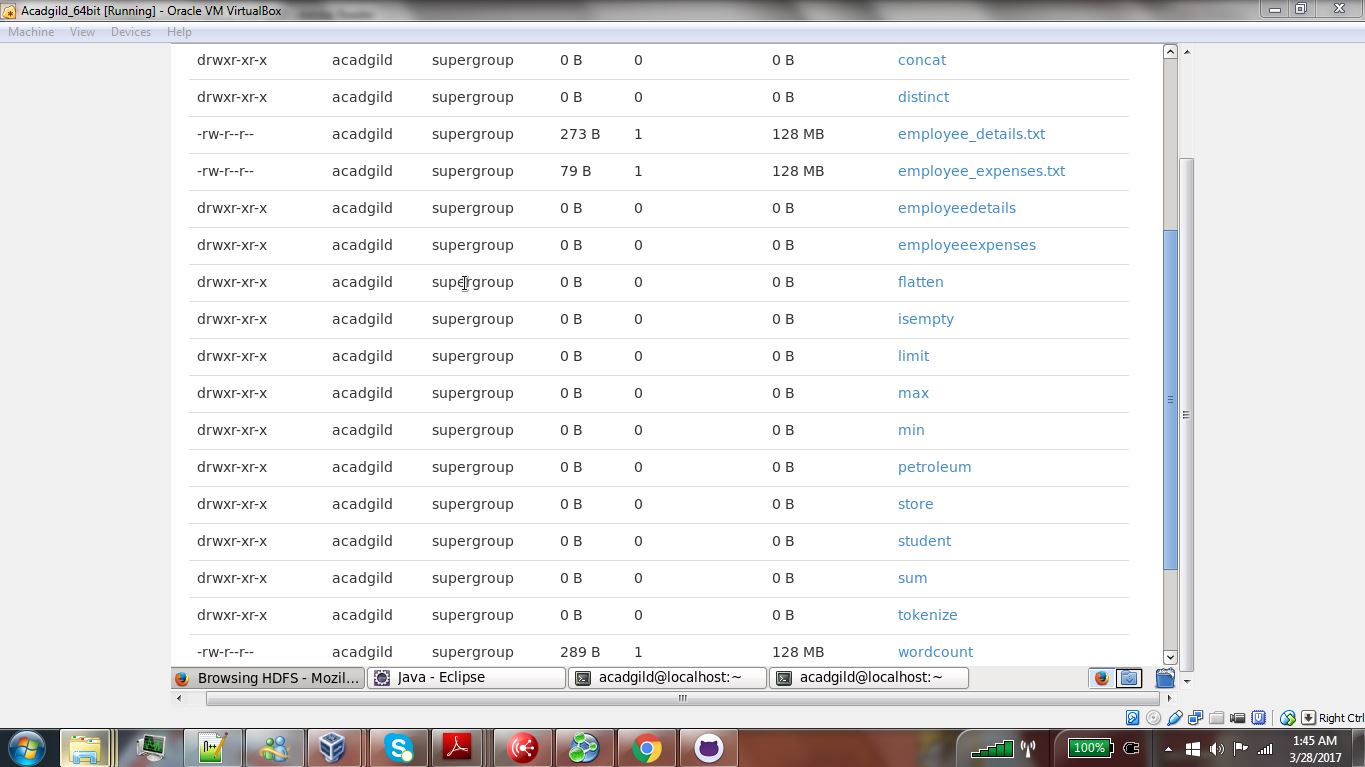 Acadgild_64bit [Running] - Oracle VM VirtualBox
Machine View Devices Help
drwxr-xr-x acadgild supergroup 0 B 0 0 B concat
drwxr-xr-x acadgild supergroup 0 B 0 0 B distinct
-rw-r--r-- acadgild supergroup 273 B 1 128 MB employee_details.txt
-rw-r--r-- acadgild supergroup 79 B 1 128 MB employee_expenses.txt
drwxr-xr-x acadgild supergroup 0 B 0 0 B employeedetails
drwxr-xr-x acadgild supergroup 0 B 0 0 B employeeexpenses
drwxr-xr-x acadgild supergroup 0 B 0 0 B flatten
drwxr-xr-x acadgild supergroup 0 B 0 0 B isempty
drwxr-xr-x acadgild supergroup 0 B 0 0 B limit
drwxr-xr-x acadgild supergroup 0 B 0 0 B max
drwxr-xr-x acadgild supergroup 0 B 0 0 B min
drwxr-xr-x acadgild supergroup 0 B 0 0 B petroleum
drwxr-xr-x acadgild supergroup 0 B 0 0 B store
drwxr-xr-x acadgild supergroup 0 B 0 0 B student
drwxr-xr-x acadgild supergroup 0 B 0 0 B sum
drwxr-xr-x acadgild supergroup 0 B 0 0 B tokenize
-rw-r--r-- acadgild supergroup 289 B 1 128 MB wordcount
Browsing HDFS - Mozil... Java - Eclipse acadgild@localhost:~ acadgild@localhost:~
Right Ctrl
N++ 100% 1:45 AM
3/28/2017